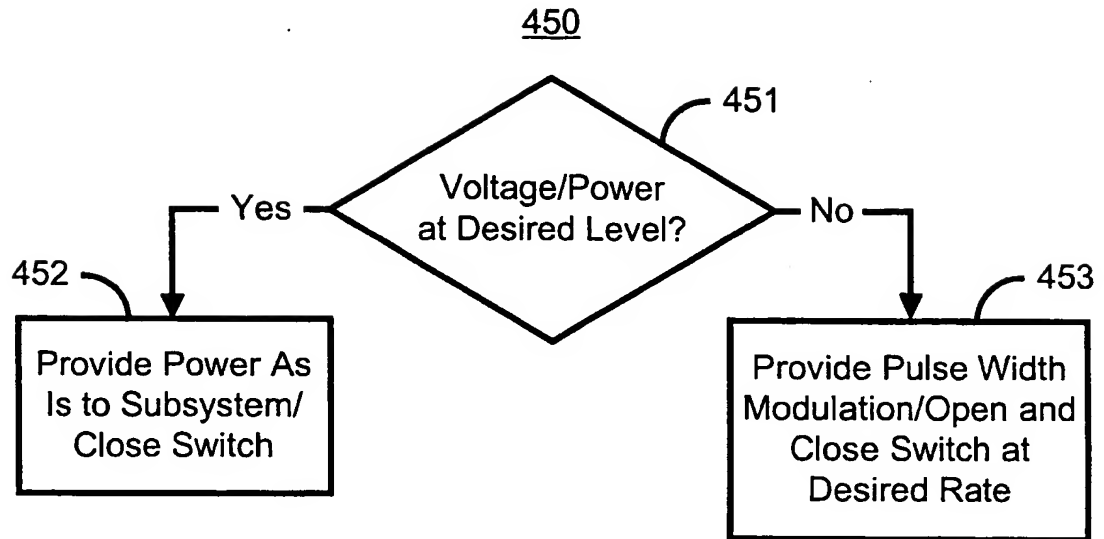 450
451
Voltage/Power
at Desired Level?
Yes
No
452
453
Provide Power As
Is to Subsystem/
Close Switch
Provide Pulse Width
Modulation/Open and
Close Switch at
Desired Rate